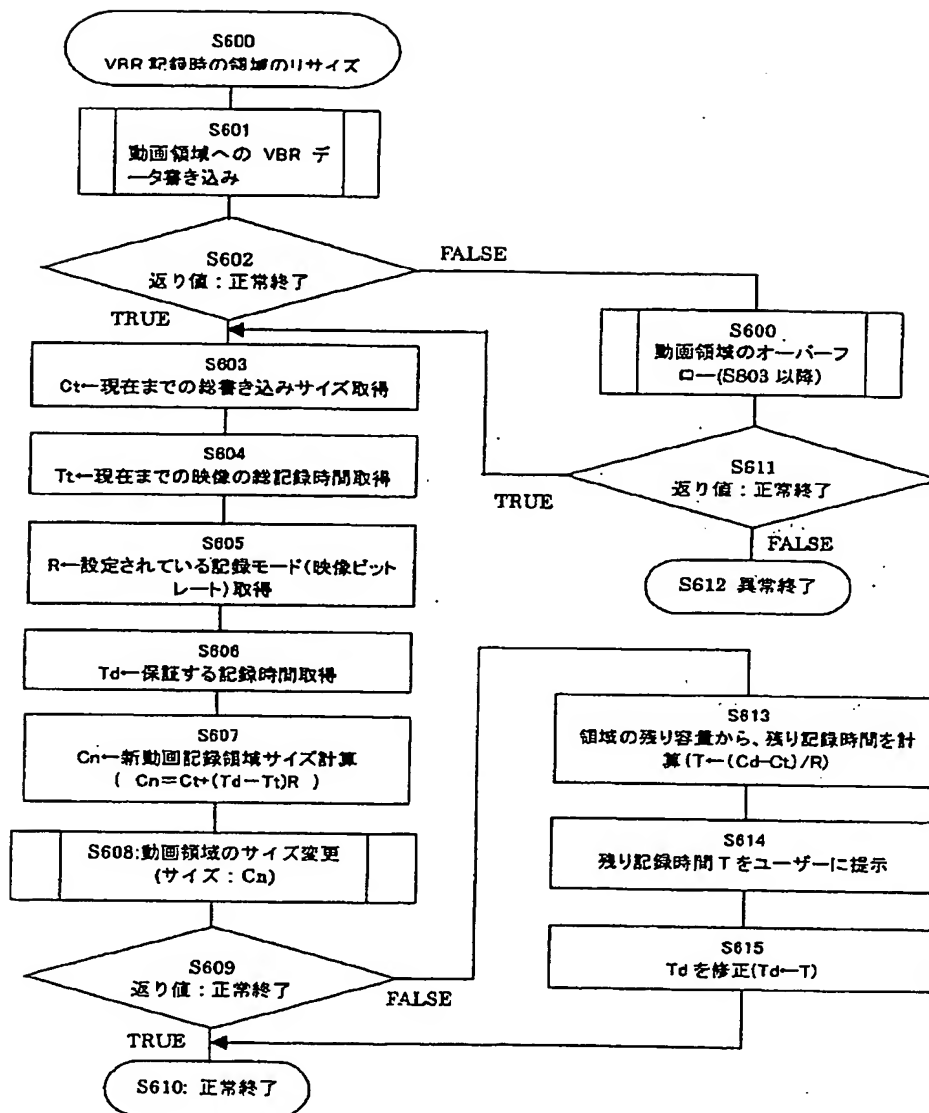 S600
VBR 記録時の領域のリサイズ
S601
動画領域への VBR デ
ータ書き込み
S602
返り値：正常終了
FALSE
TRUE
S600
動画領域のオーバーフ
ロー(S803 以降)
S603
Ct←現在までの総書き込みサイズ取得
S604
Tt←現在までの映像の総記録時間取得
S611
返り値：正常終了
TRUE
FALSE
S605
R←設定されている記録モード(映像ビット
レート)取得
S612 異常終了
S606
Td←保証する記録時間取得
S607
Cn←新動画記録領域サイズ計算
( Cn=Ct+(Td-Tt)R )
S608:動画領域のサイズ変更
(サイズ：Cn)
S609
返り値：正常終了
FALSE
TRUE
S610: 正常終了
S613
領域の残り容量から、残り記録時間を計
算(T←(Cd-Ct)/R)
S614
残り記録時間 T をユーザーに提示
S615
Td を修正(Td←T)